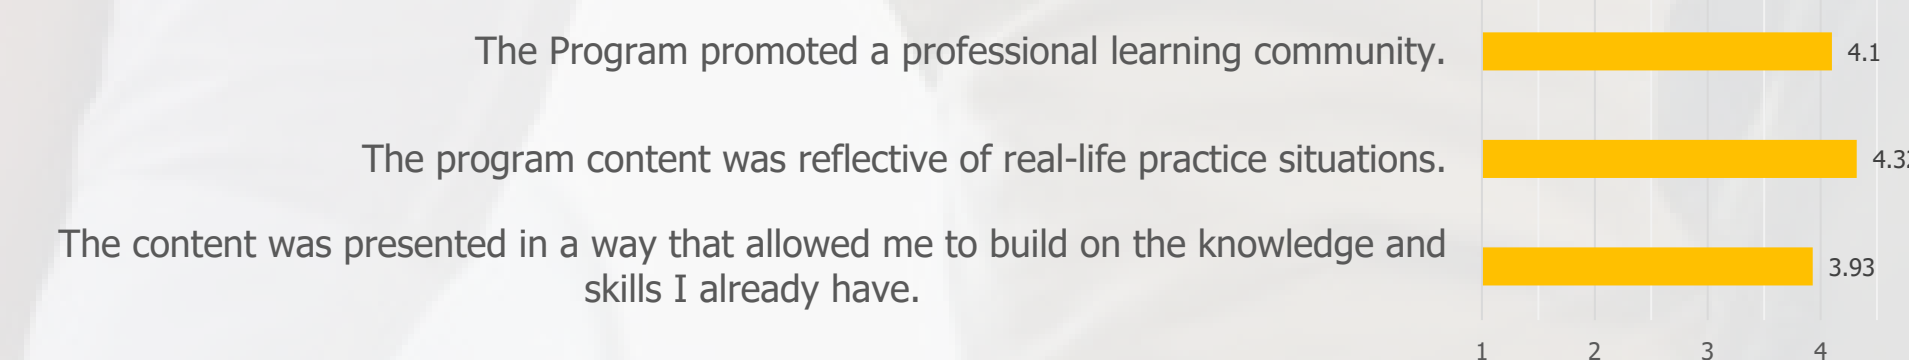 The Program promoted a professional learning community.
4.1
The program content was reflective of real-life practice situations.
4.32
The content was presented in a way that allowed me to build on the knowledge and
skills I already have.
3.93
1 2 3 4